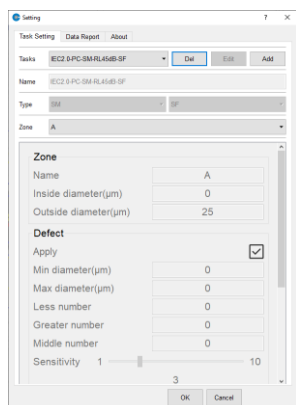 Setting ? ×
Task Setting Data Report About
Tasks IEC2.0-PC-SM-RL45dB-SF Del Edit Add
Name IEC2.0-PC-SM-RL45dB-SF
Type SM SF
Zone A
Zone
Name A
Inside diameter(μm) 0
Outside diameter(μm) 25
Defect
Apply
Min diameter(μm) 0
Max diameter(μm) 0
Less number 0
Greater number 0
Middle number 0
Sensitivity 1 10
3
OK Cancel